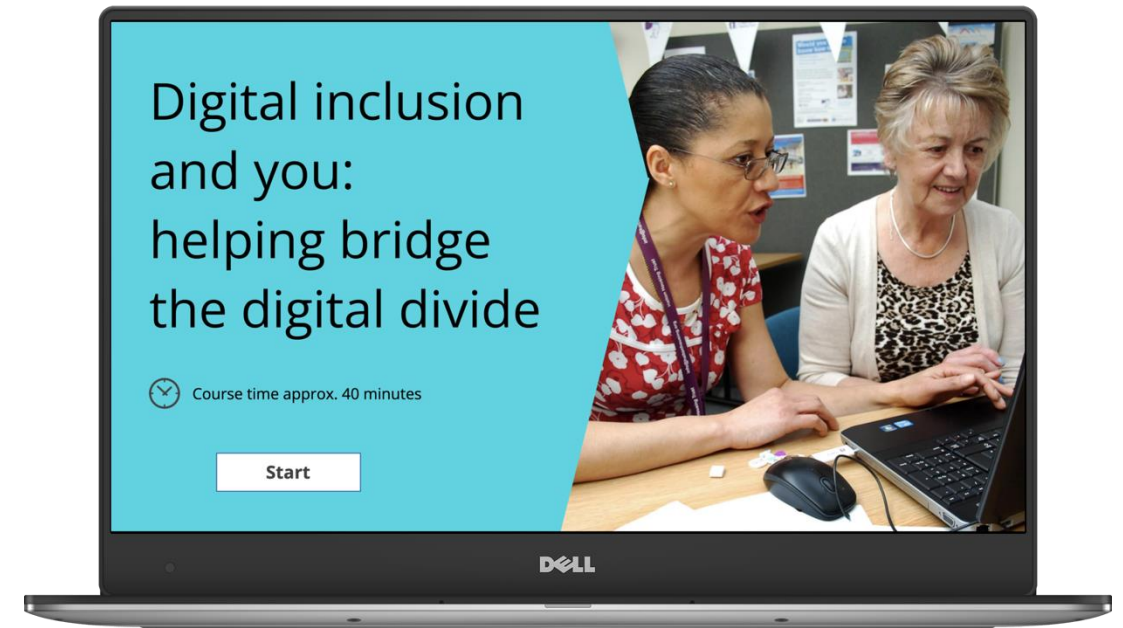 Digital inclusion
and you:
helping bridge
the digital divide
Course time approx. 40 minutes
Start
DELL